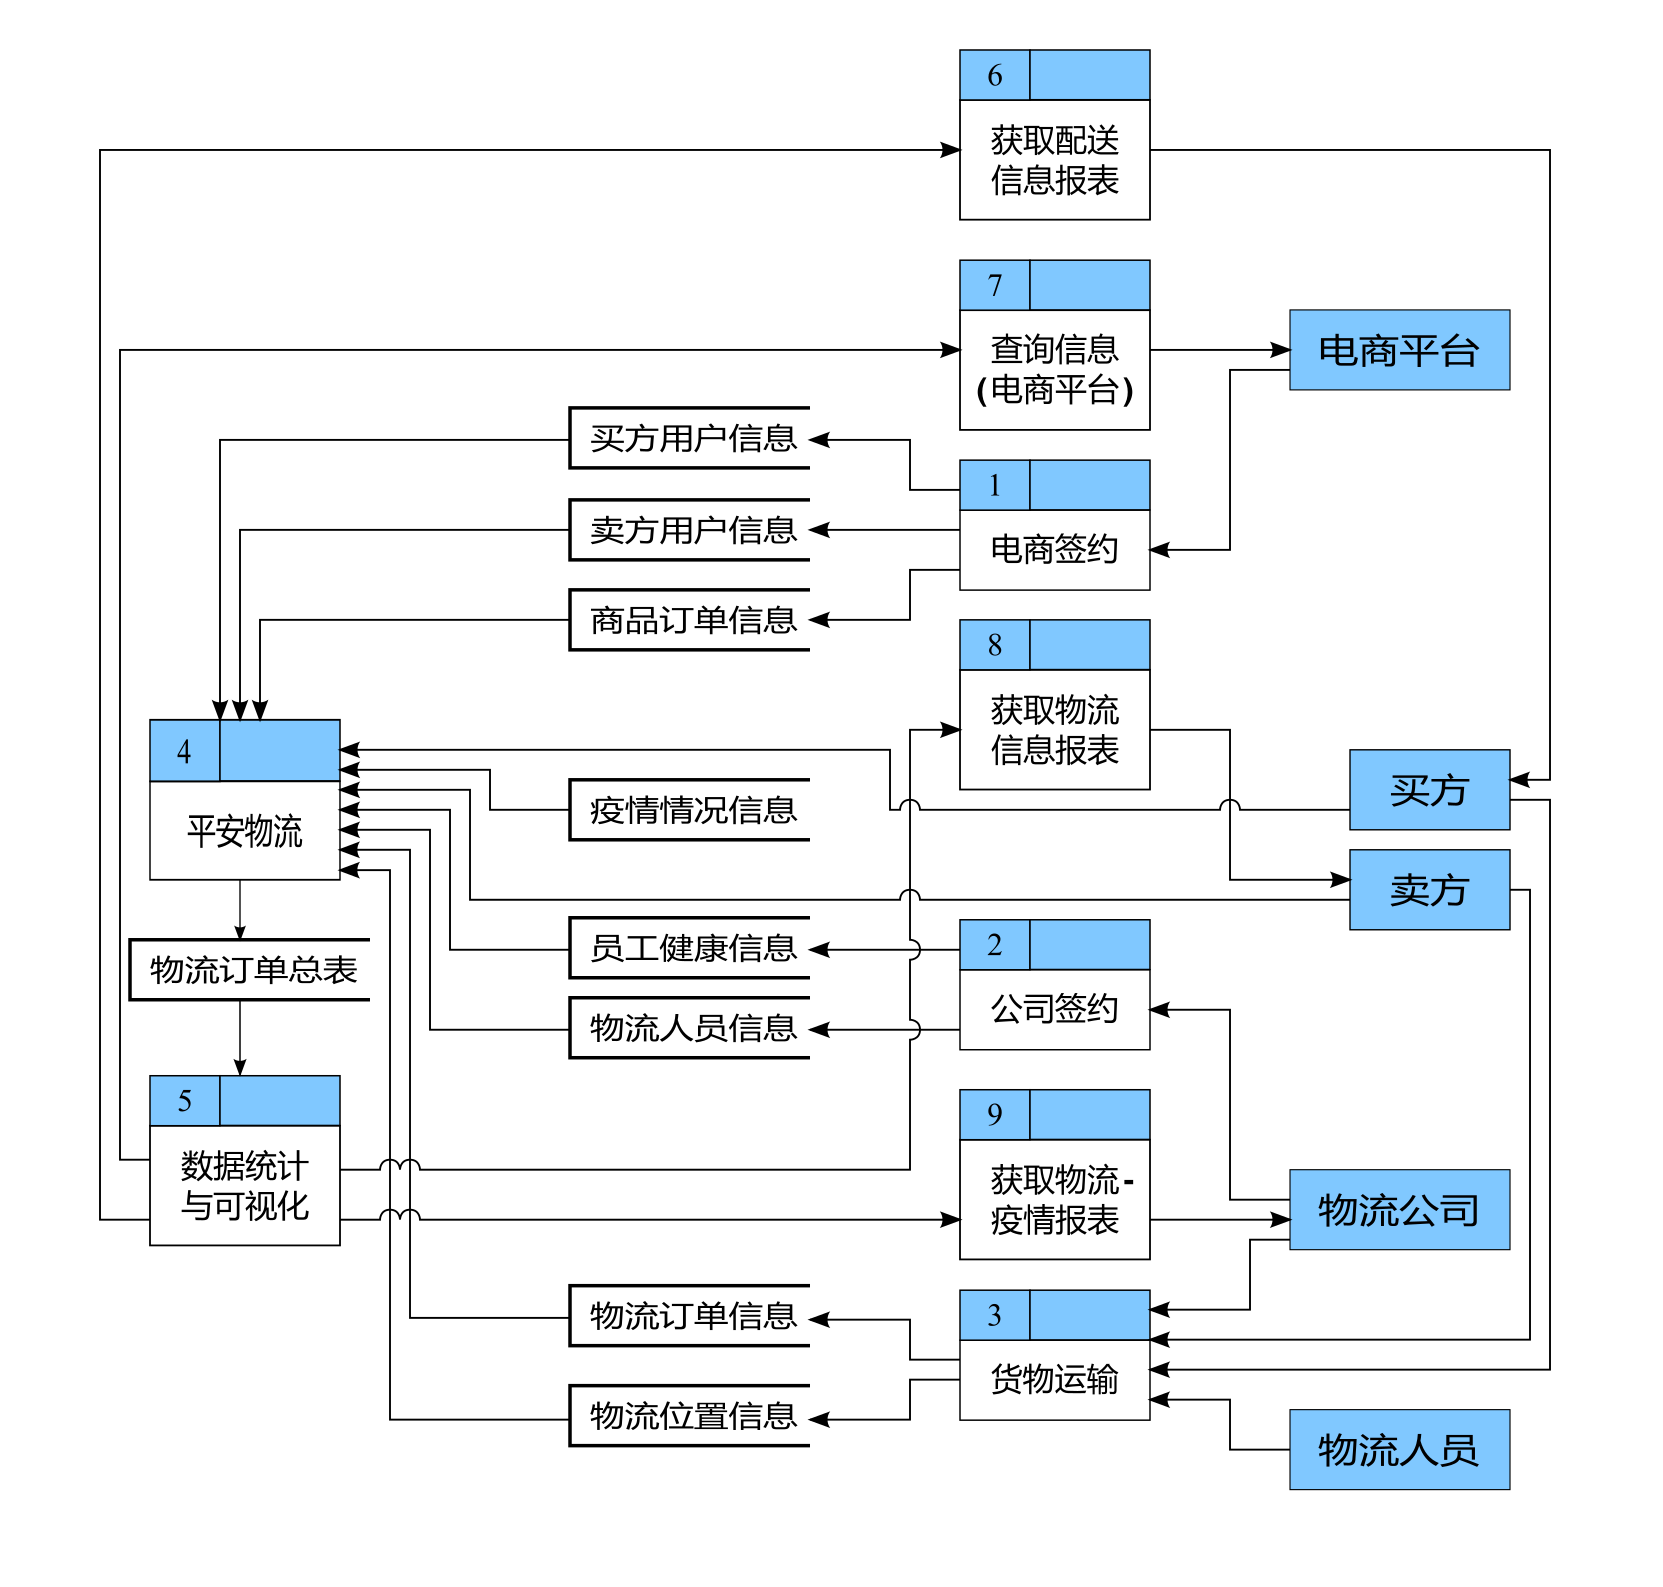 6
获取配送
信息报表
7
查询信息
(电商平台)
电商平台
买方用户信息
1
电商签约
卖方用户信息
商品订单信息
8
获取物流
信息报表
4
平安物流
买方
疫情情况信息
卖方
2
公司签约
员工健康信息
物流订单总表
物流人员信息
5
数据统计
与可视化
9
获取物流-
疫情报表
物流公司
物流订单信息
3
货物运输
物流位置信息
物流人员